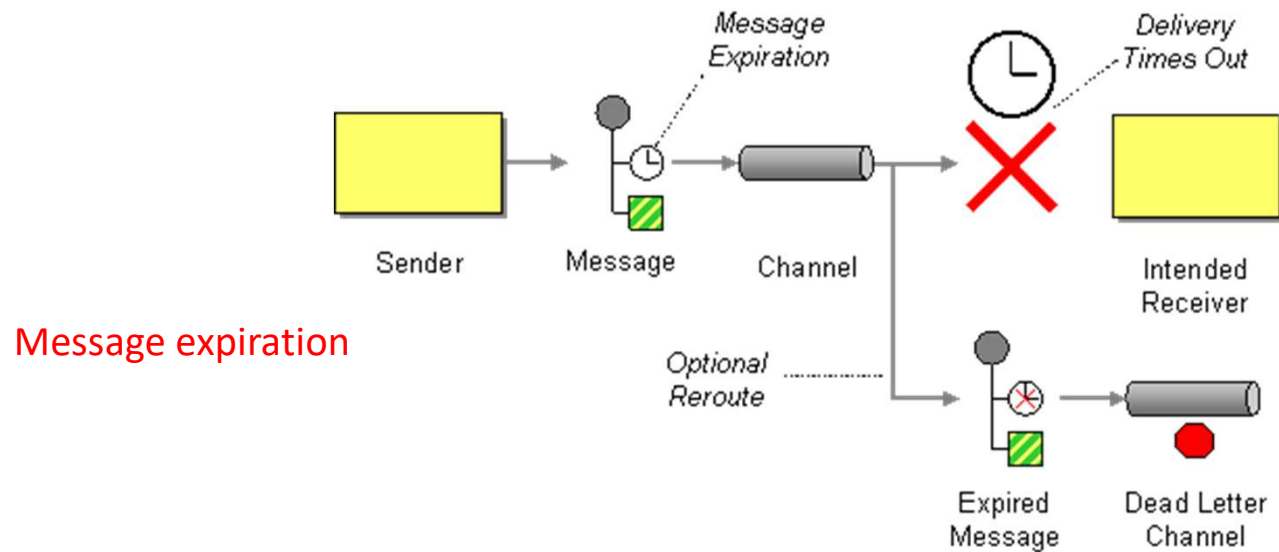 Message
Expiration
Delivery
Times Out
Sender
Message
Channel
Intended
Receiver
Message expiration
Optional
Reroute
Expired
Message
Dead Letter
Channel